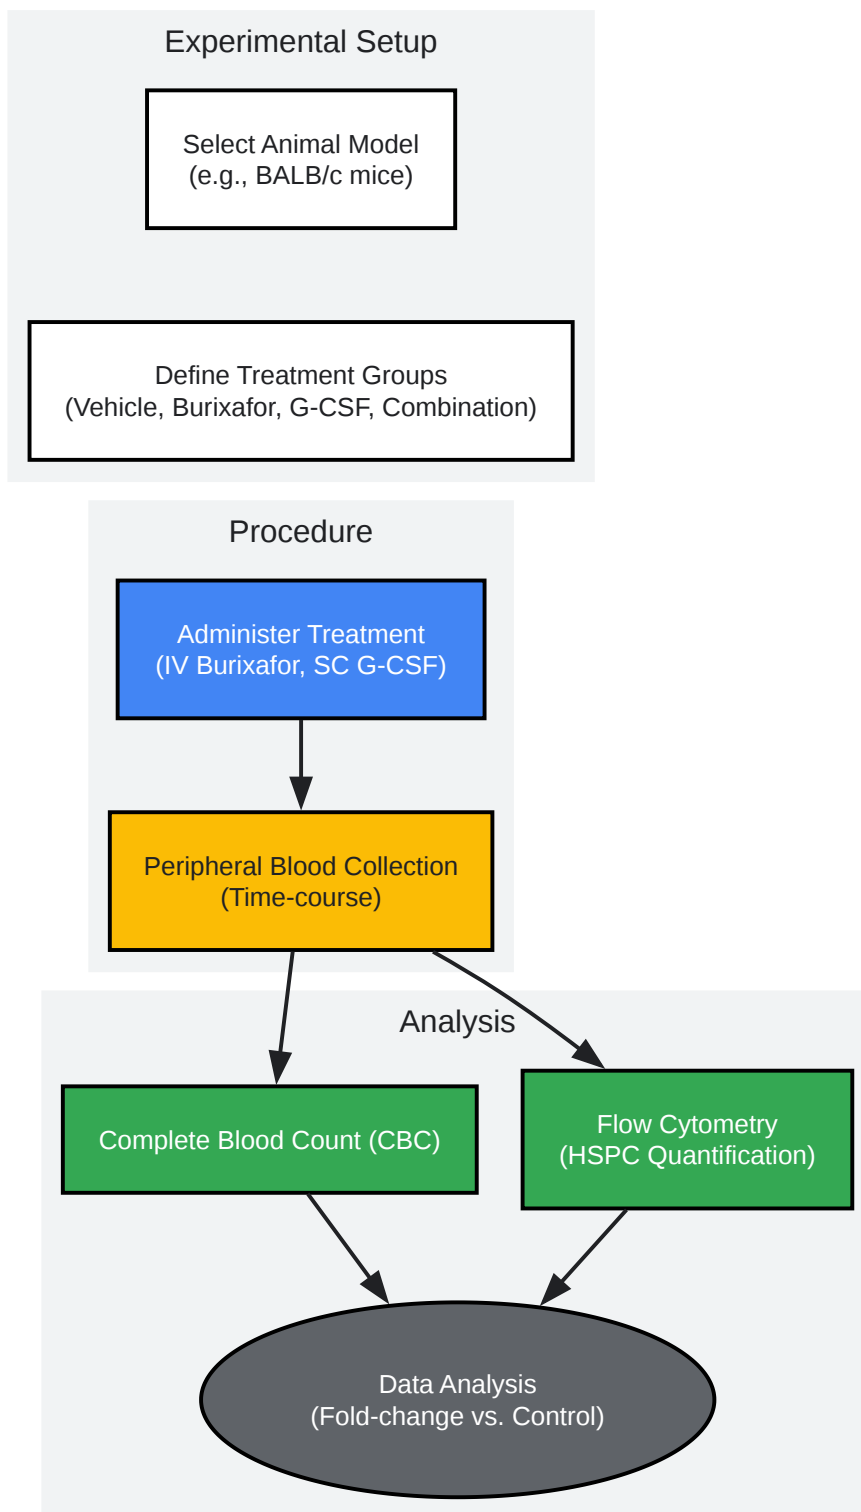 Experimental Setup
Select Animal Model
(e.g., BALB/c mice)
Define Treatment Groups
(Vehicle, Burixafor, G-CSF, Combination)
Procedure
Administer Treatment
(IV Burixafor, SC G-CSF)
Peripheral Blood Collection
(Time-course)
Analysis
Complete Blood Count (CBC)
Flow Cytometry
(HSPC Quantification)
Data Analysis
(Fold-change vs. Control)